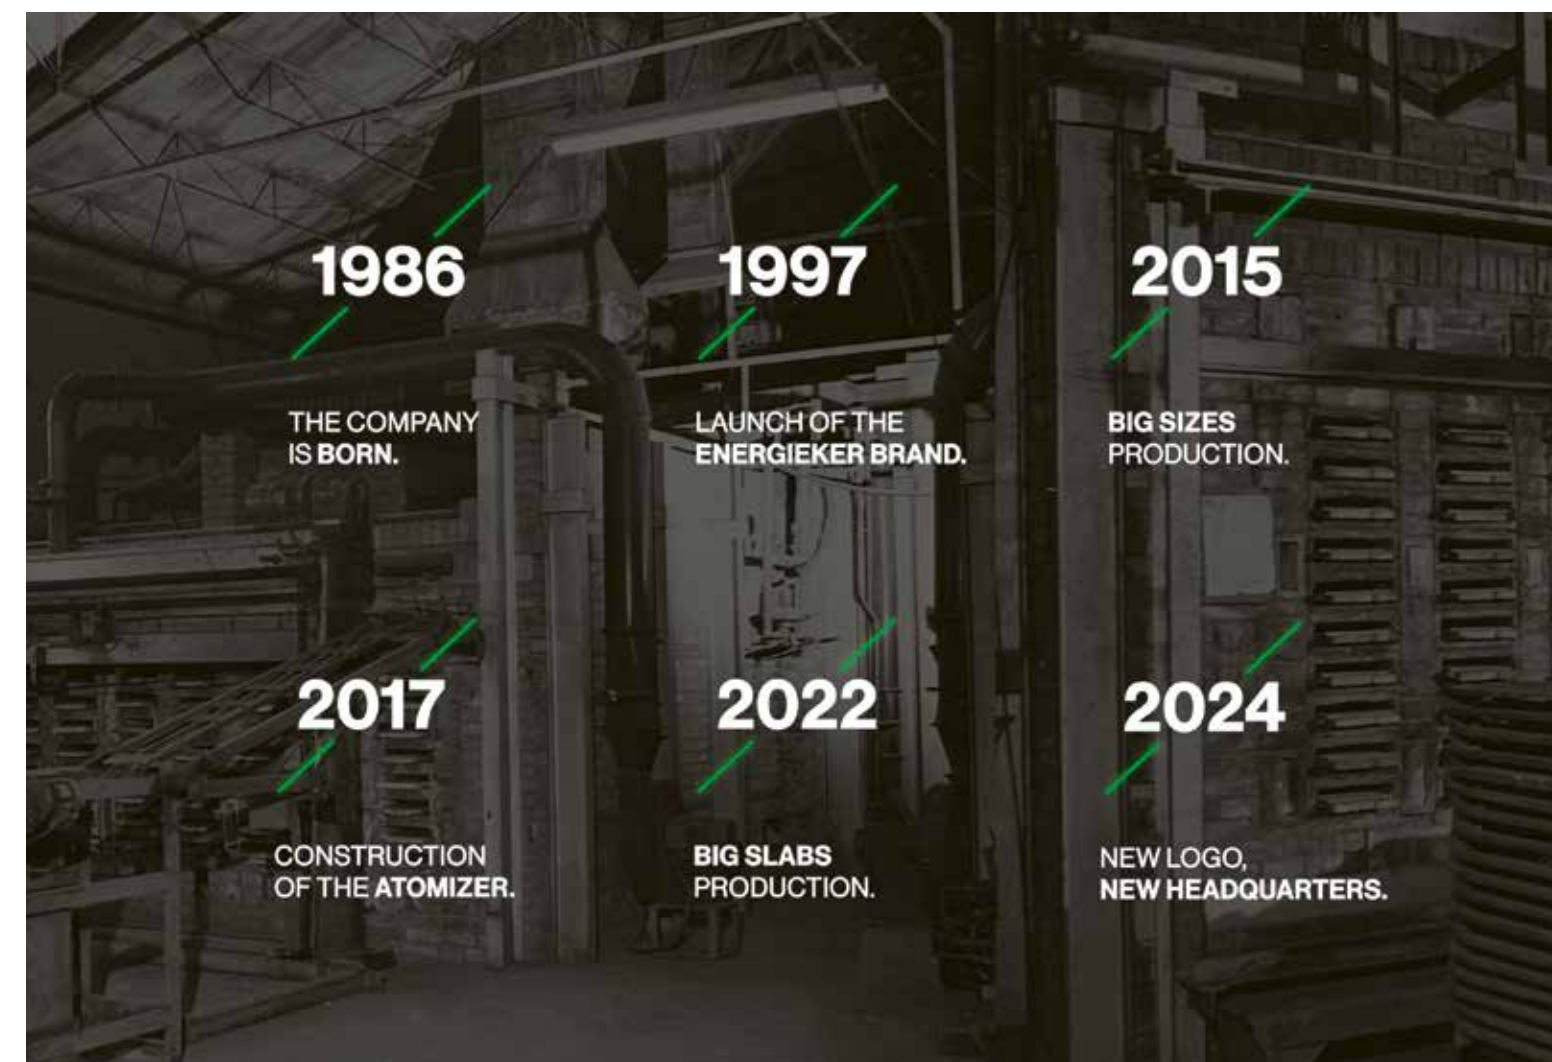 1986
THE COMPANY
IS BORN.
1997
LAUNCH OF THE
ENERGIEKER BRAND.
2015
BIG SIZES
PRODUCTION.
2017
CONSTRUCTION
OF THE ATOMIZER.
2022
BIG SLABS
PRODUCTION.
2024
NEW LOGO,
NEW HEADQUARTERS.